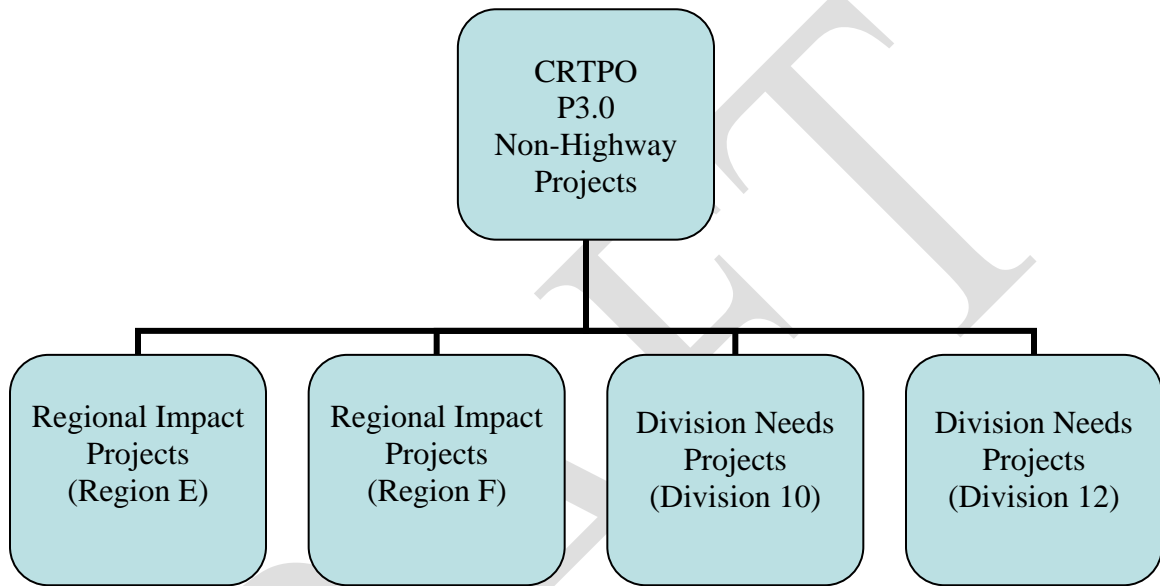 CRTPO
P3.0
Non-Highway
Projects
Regional Impact
Projects
(Region E)
Regional Impact
Projects
(Region F)
Division Needs
Projects
(Division 10)
Division Needs
Projects
(Division 12)